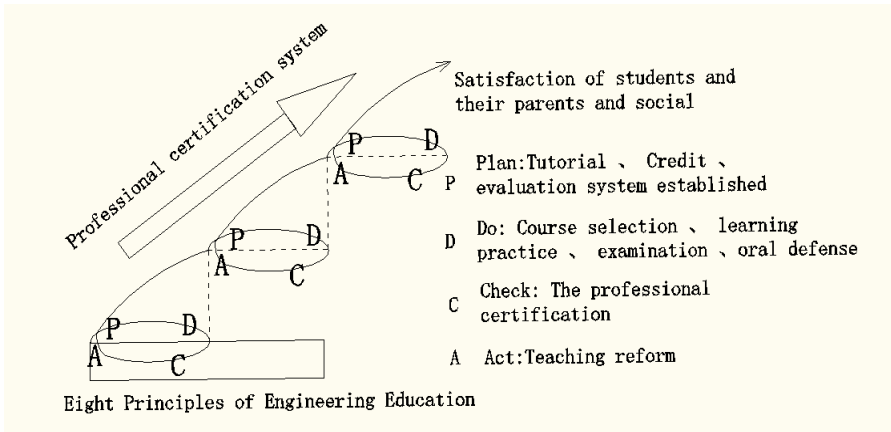 Professional certification system
Satisfaction of students and
their parents and social
P D
A C
P Plan:Tutorial 、 Credit 、
evaluation system established
P D
A C
D Do: Course selection 、 learning
practice 、 examination 、oral defense
C Check: The professional
certification
P D
A C
A Act:Teaching reform
Eight Principles of Engineering Education